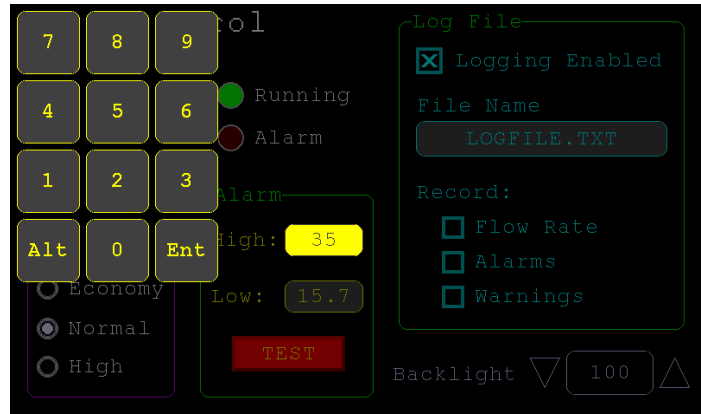 7 8 9
4 5 6
1 2 3
Alt 0 Ent
Running
Alarm
Alarm
High: 35
Low: 15.7
TEST
Economy
Normal
High
Log File
Logging Enabled
File Name
LOGFILE.TXT
Record:
Flow Rate
Alarms
Warnings
Backlight 100